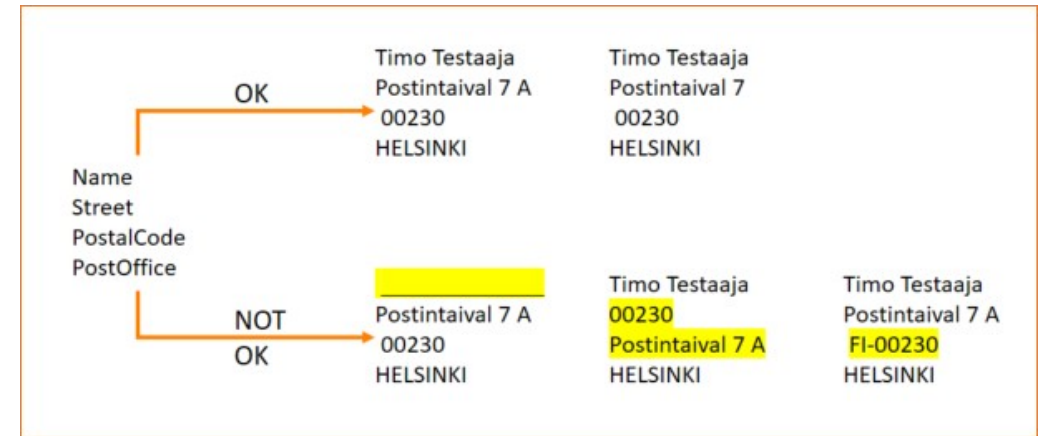 Timo Testaaja
Postintaival 7 A
00230
HELSINKI
Timo Testaaja
Postintaival 7
00230
HELSINKI
OK
Name
Street
PostalCode
PostOffice
NOT
OK
Postintaival 7 A
00230
HELSINKI
Timo Testaaja
00230
Postintaival 7 A
HELSINKI
Timo Testaaja
Postintaival 7 A
FI-00230
HELSINKI